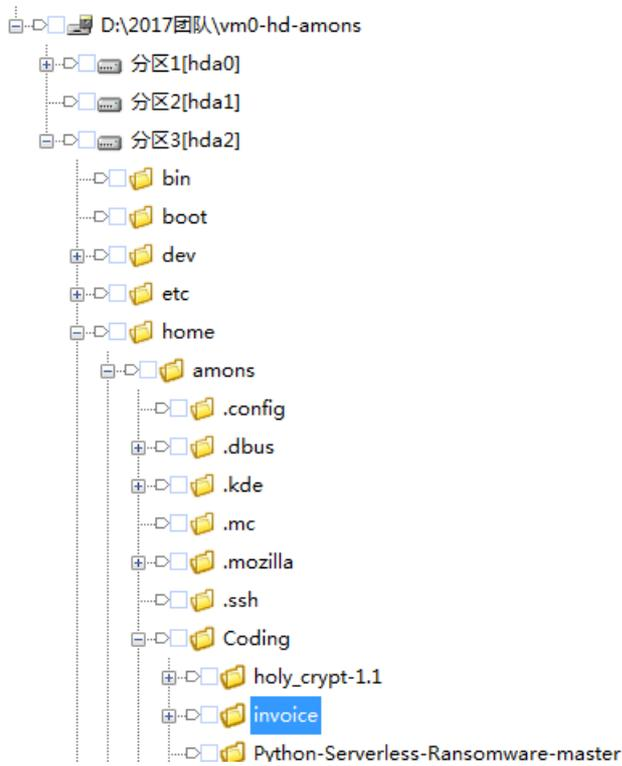 D:\2017团队\vm0-hd-amons
分区1[hda0]
分区2[hda1]
分区3[hda2]
bin
boot
dev
etc
home
amons
.config
.dbus
.kde
.mc
.mozilla
.ssh
Coding
holy_crypt-1.1
invoice
Python-Serverless-Ransomware-master